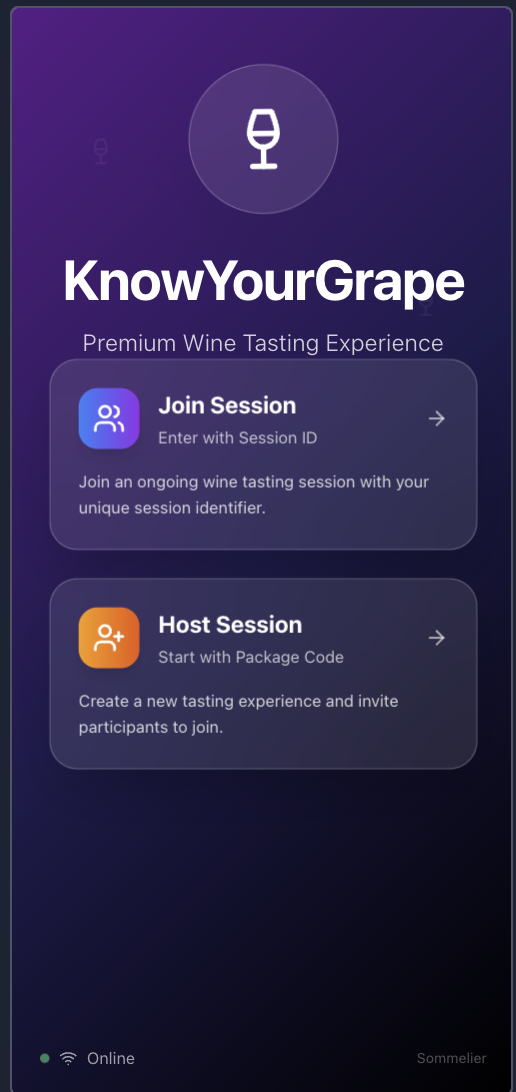 KnowYourGrape
Premium Wine Tasting Experience
Join Session
Enter with Session ID
Join an ongoing wine tasting session with your
unique session identifier.
Host Session
Start with Package Code
Create a new tasting experience and invite
participants to join.
Online
Sommelier